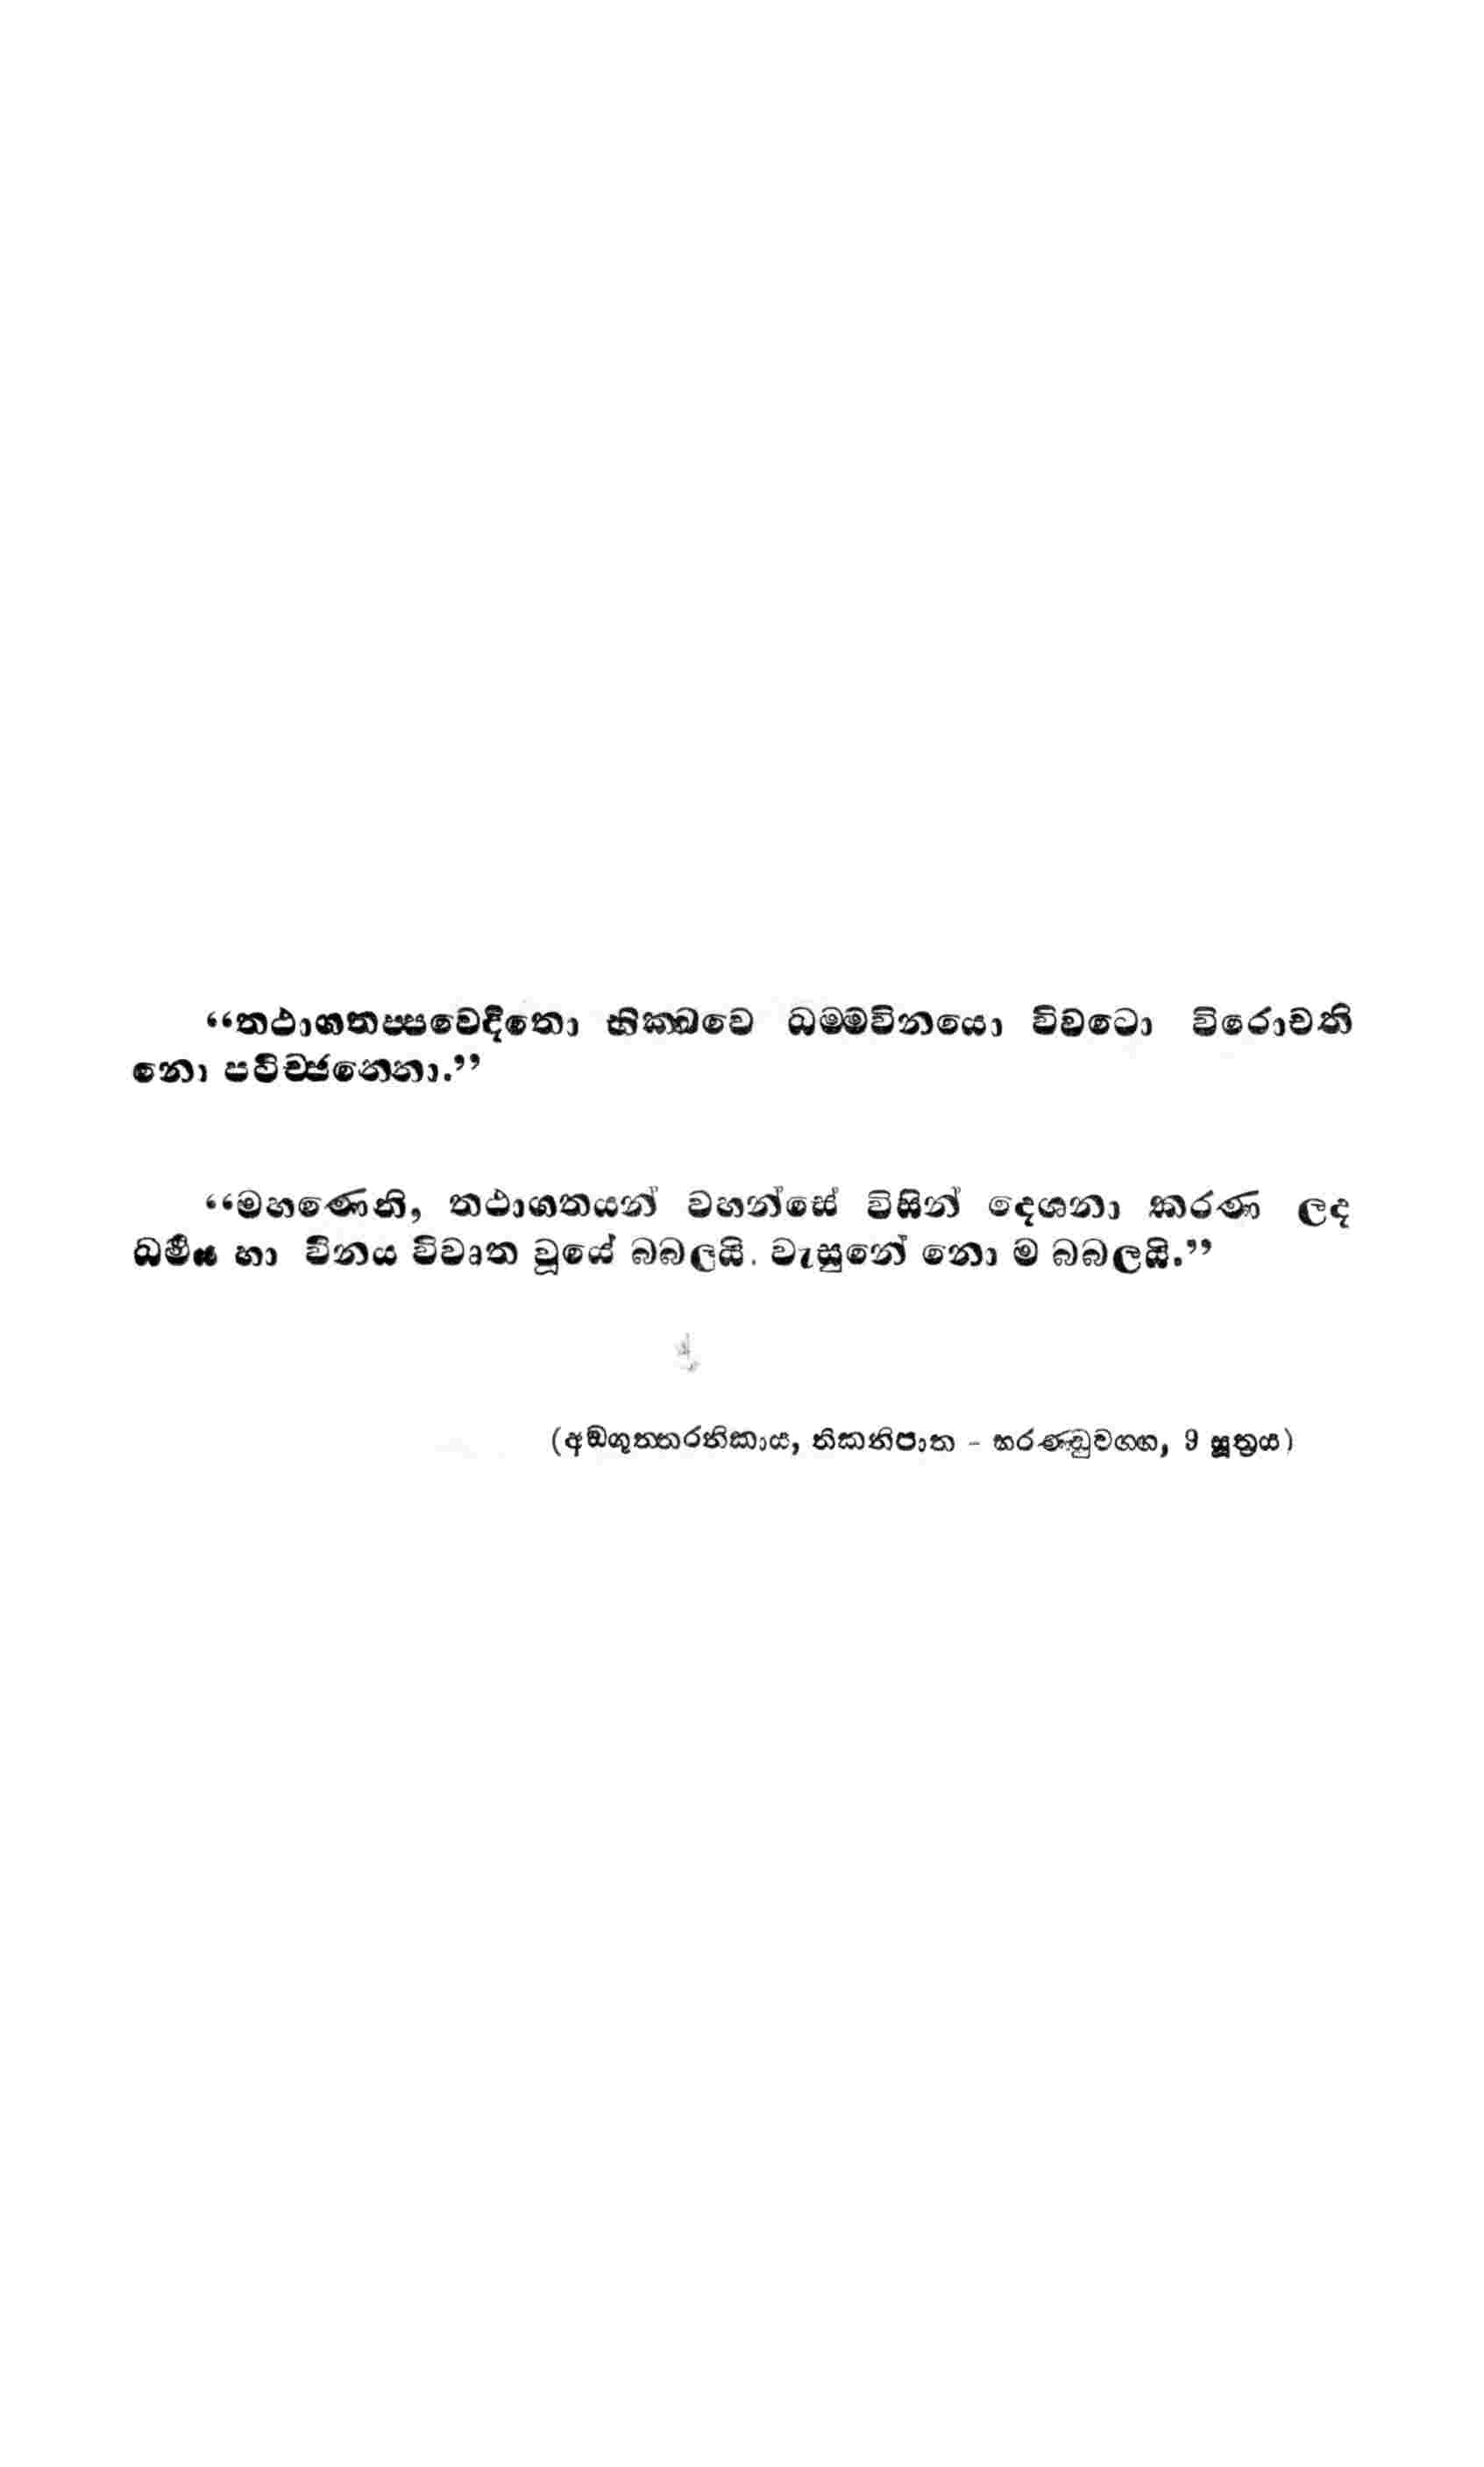 “තථාගතප්පවෙදිතො භික්ඛවෙ ධම්මවිනයො විවටො විරොචති
නො පටිච්ඡන්නො.”
“මහණෙනි, තථාගතයන් වහන්සේ විසින් දෙශනා කරණ ලද
ධර්‍මය හා විනය විවෘත වූයේ බබලයි. වැසුනේ නො ම බබලයි.”
(අඞ්ගුත්තරනිකාය, තිකනිපාත - භරණ්ඩුවග්ග, 9 සූත්‍රය)